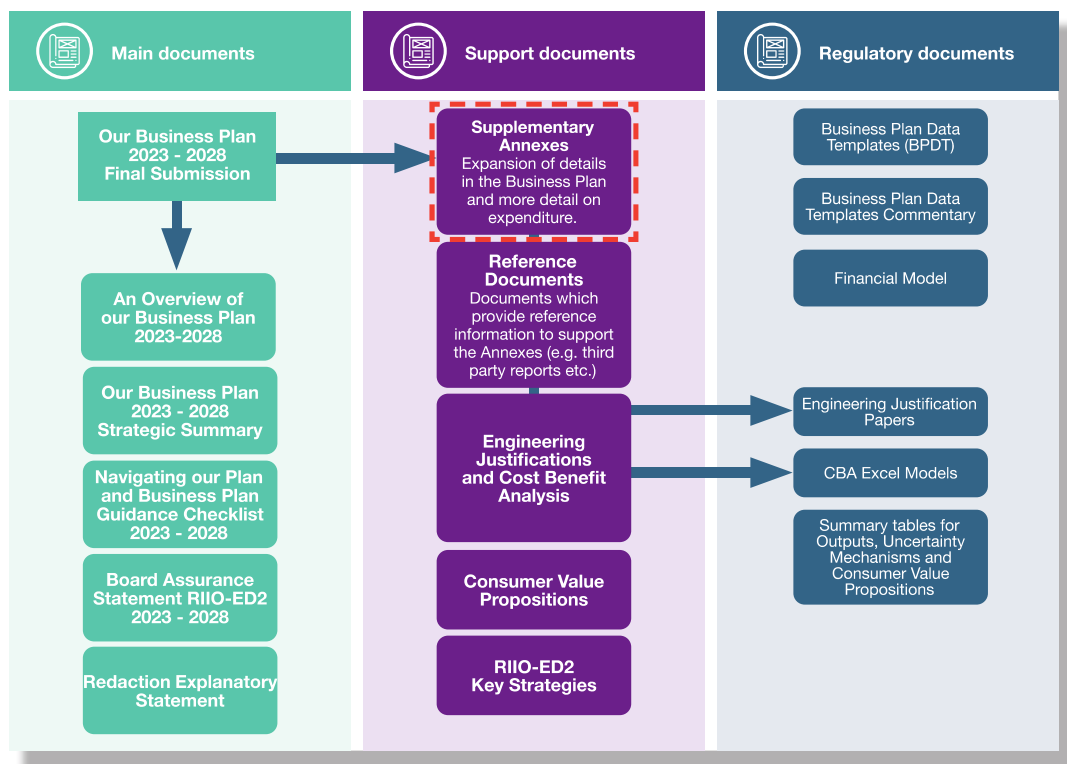 Main documents
Our Business Plan
2023 - 2028
Final Submission
An Overview of
our Business Plan
2023-2028
Our Business Plan
2023 - 2028
Strategic Summary
Navigating our Plan
and Business Plan
Guidance Checklist
2023 - 2028
Board Assurance
Statement RIIO-ED2
2023 - 2028
Redaction Explanatory
Statement
Support documents
Supplementary
Annexes
Expansion of details
in the Business Plan
and more detail on
expenditure.
Reference
Documents
Documents which
provide reference
information to support
the Annexes (e.g. third
party reports etc.)
Engineering
Justifications
and Cost Benefit
Analysis
Consumer Value
Propositions
RIIO-ED2
Key Strategies
Regulatory documents
Business Plan Data
Templates (BPDT)
Business Plan Data
Templates Commentary
Financial Model
Engineering Justification
Papers
CBA Excel Models
Summary tables for
Outputs, Uncertainty
Mechanisms and
Consumer Value
Propositions